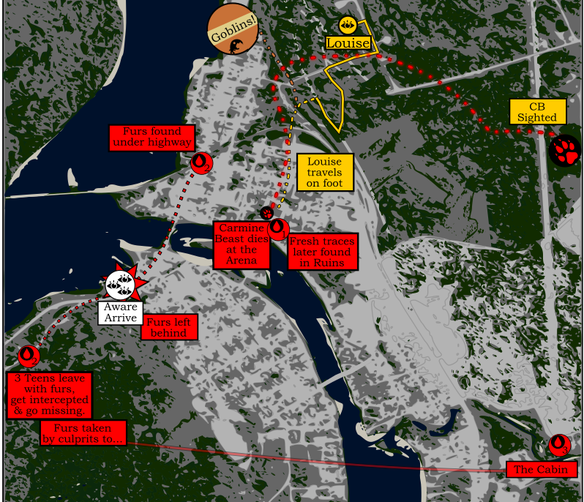 Goblins!
Louise
CB
Sighted
Furs found
under highway
Louise
travels
on foot
Carmine
Beast dies
at the
Arena
Fresh traces
later found
in Ruins
Aware
Arrive
Furs left
behind
3 Teens leave
with furs,
get intercepted
& go missing
Furs taken
by culprits to...
The Cabin